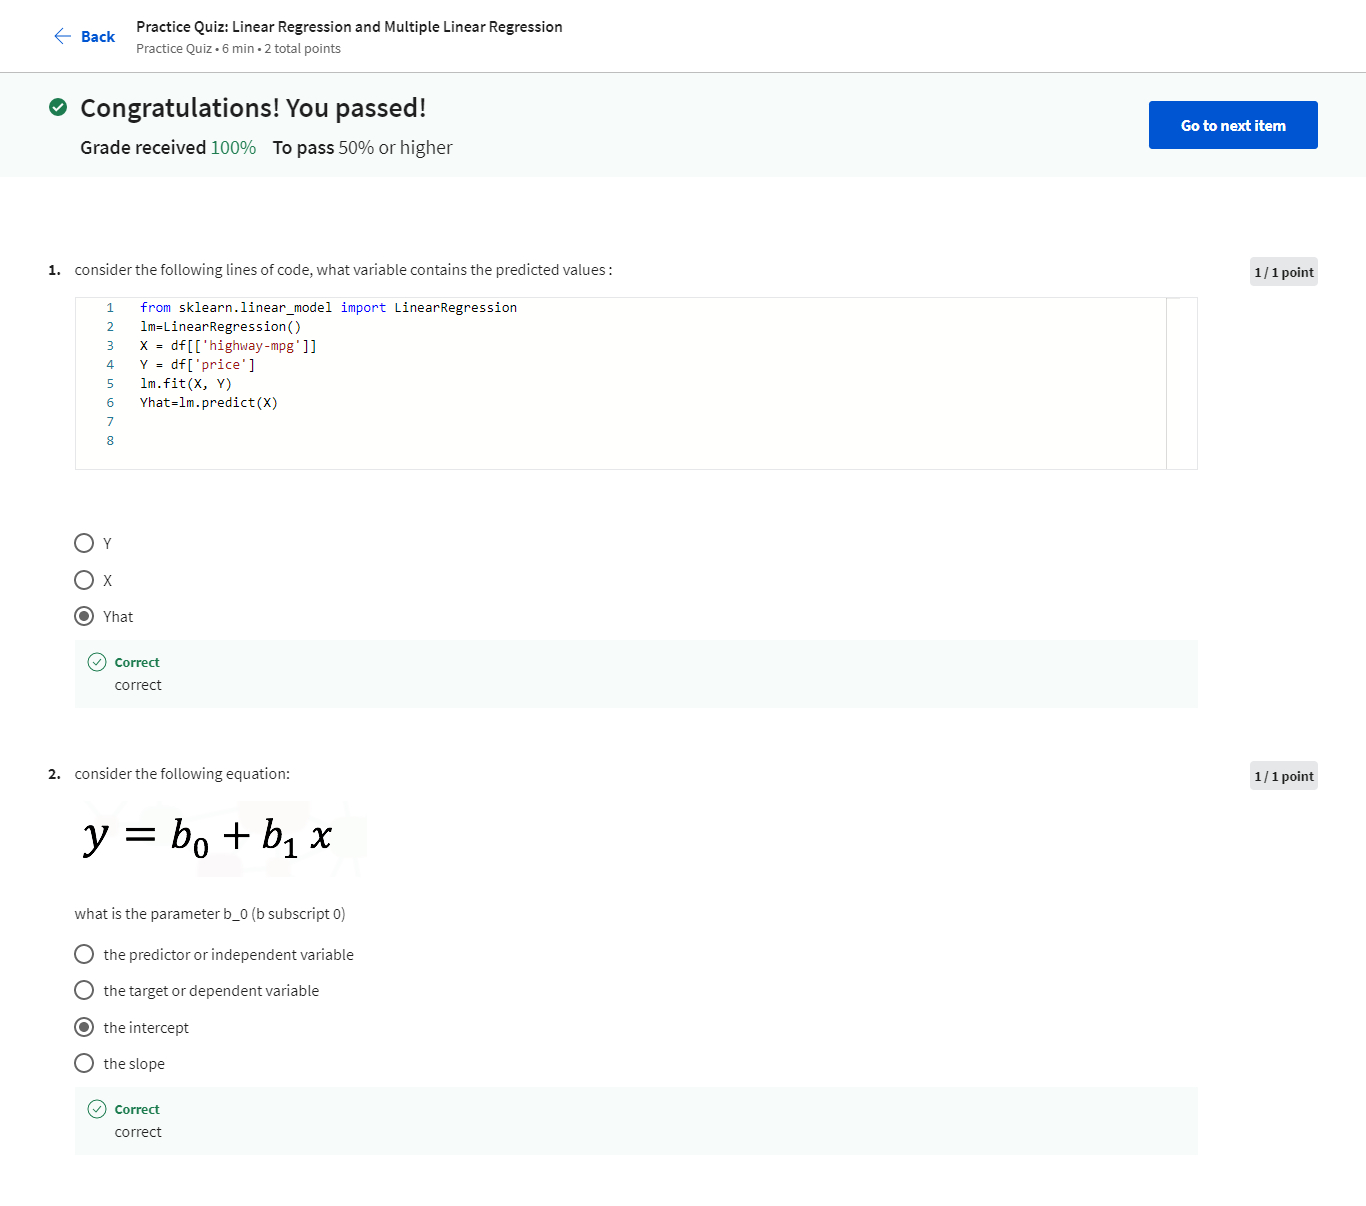 Back
Practice Quiz: Linear Regression and Multiple Linear Regression
Practice Quiz • 6 min • 2 total points
Congratulations! You passed!
Grade received 100% To pass 50% or higher
Go to next item
1. consider the following lines of code, what variable contains the predicted values :
1 / 1 point
1 from sklearn.linear_model import LinearRegression
2 lm=LinearRegression()
3 X = df[['highway-mpg']]
4 Y = df['price']
5 lm.fit(X, Y)
6 Yhat=lm.predict(X)
7
8
Y
X
Yhat
Correct
correct
2. consider the following equation:
1 / 1 point
y = b₀ + b₁ x
what is the parameter b_0 (b subscript 0)
the predictor or independent variable
the target or dependent variable
the intercept
the slope
Correct
correct